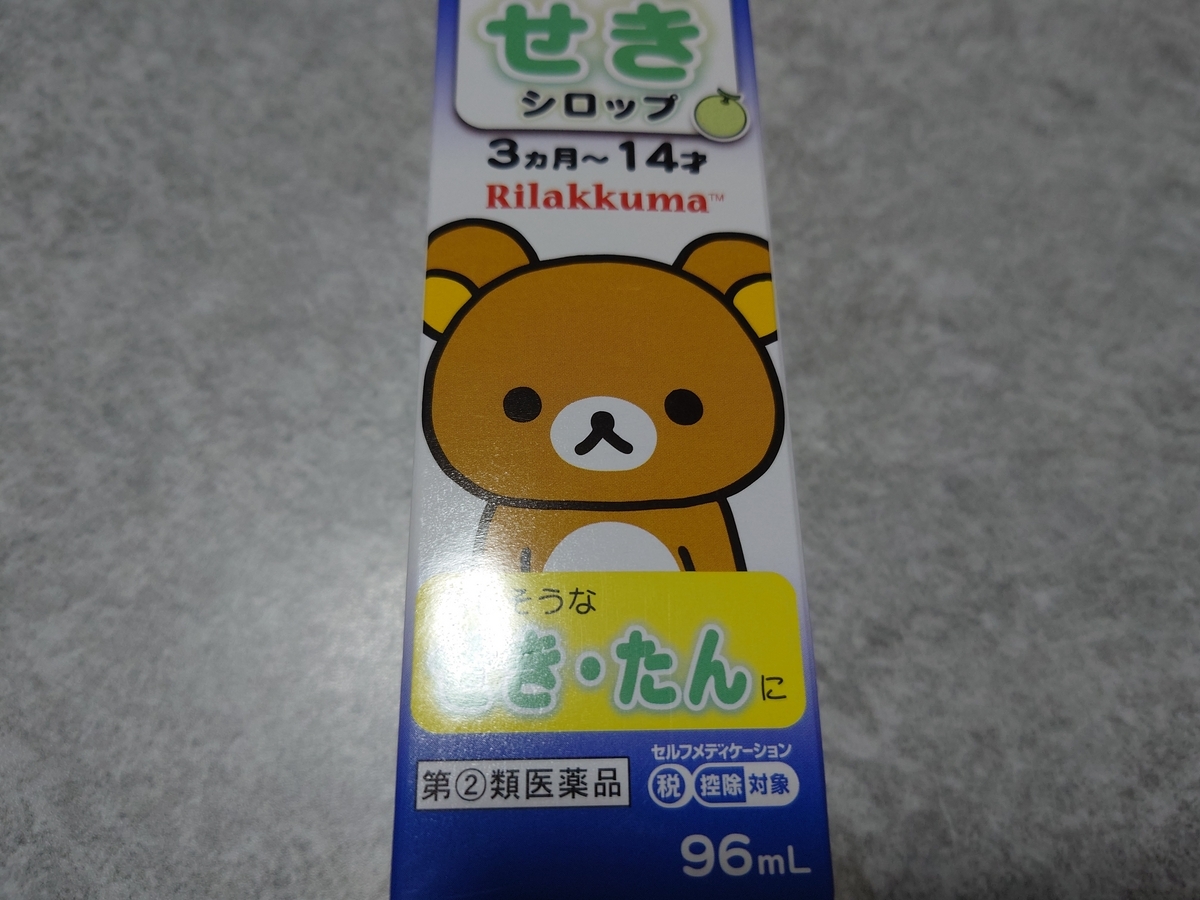 せき
シロップ
3ヵ月〜14才
Rilakkuma™
そうな
き・たんに
第②類医薬品
セルフメディケーション
税 控除 対象
96mL